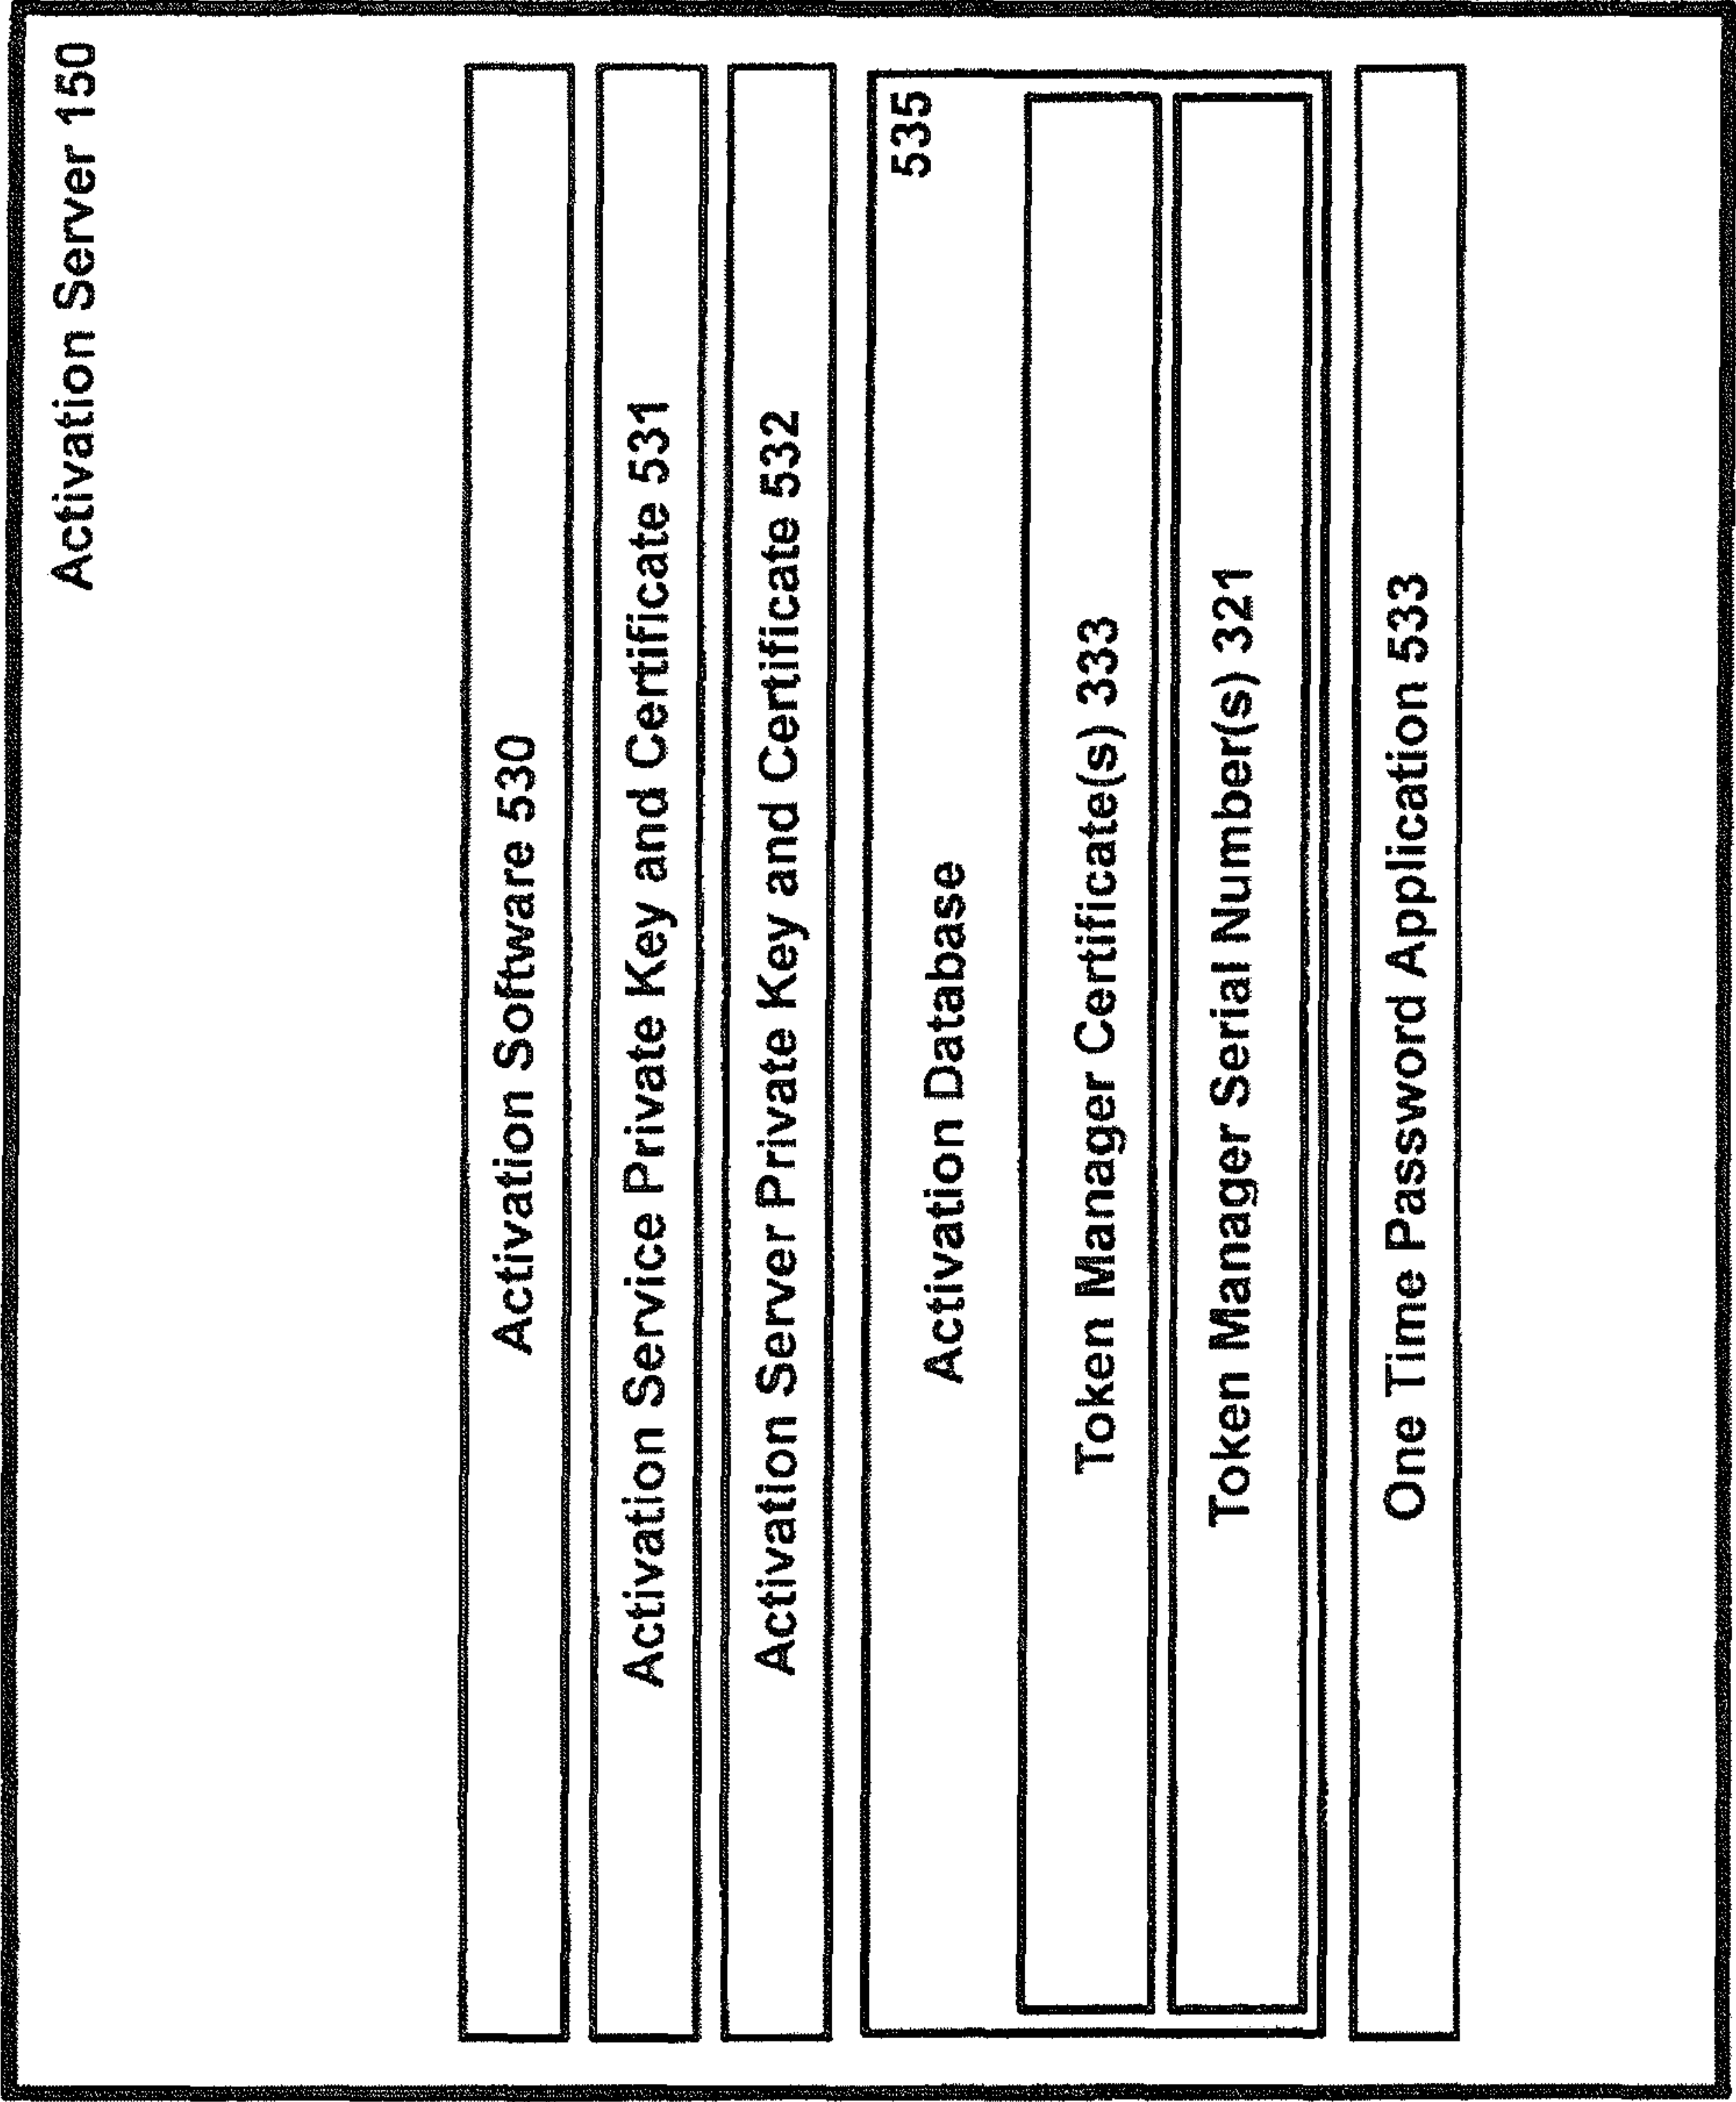 Activation Server 150
Activation Software 530
Activation Service Private Key and Certificate 531
Activation Server Private Key and Certificate 532
535
Activation Database
Token Manager Certificate(s) 333
Token Manager Serial Number(s) 321
One Time Password Application 533